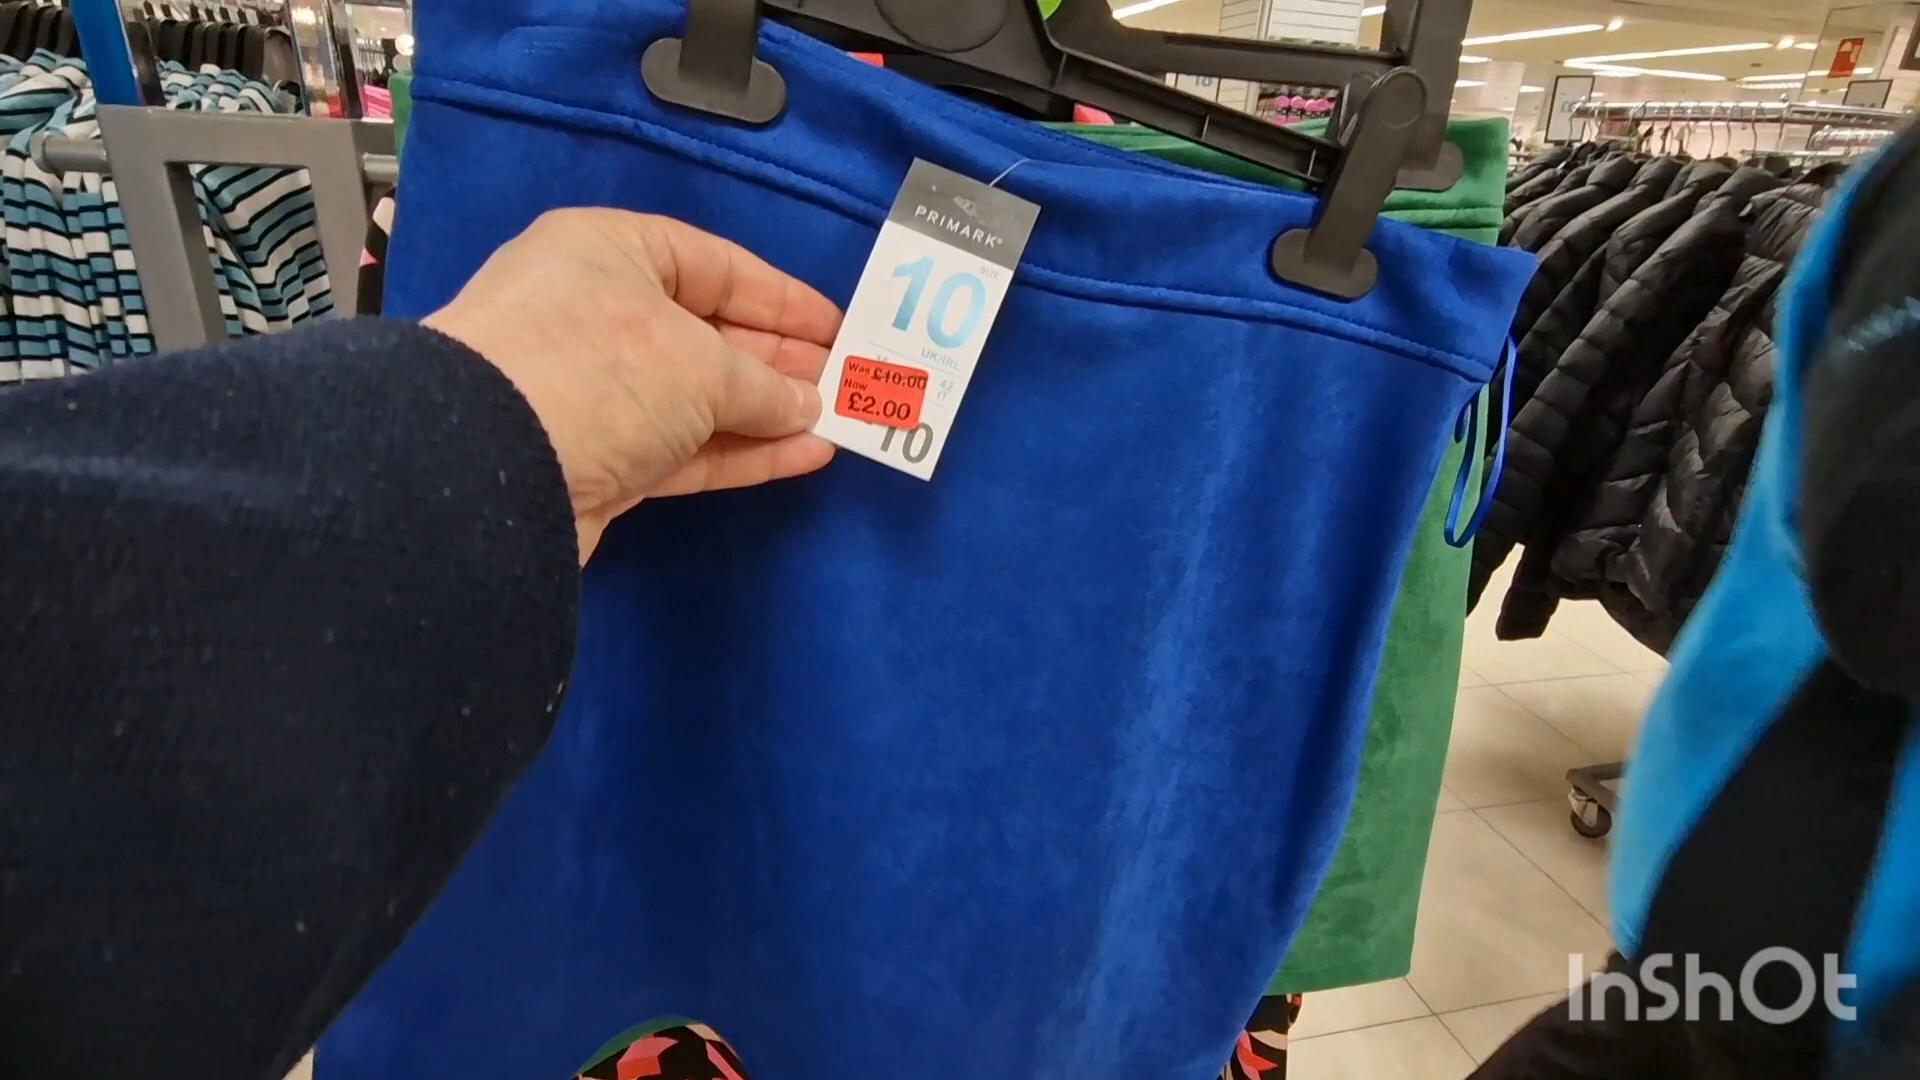 PRIMARK
SIZE
10
UK/IRL
42
IT
Was £10.00
Now
£2.00
10
InShOt